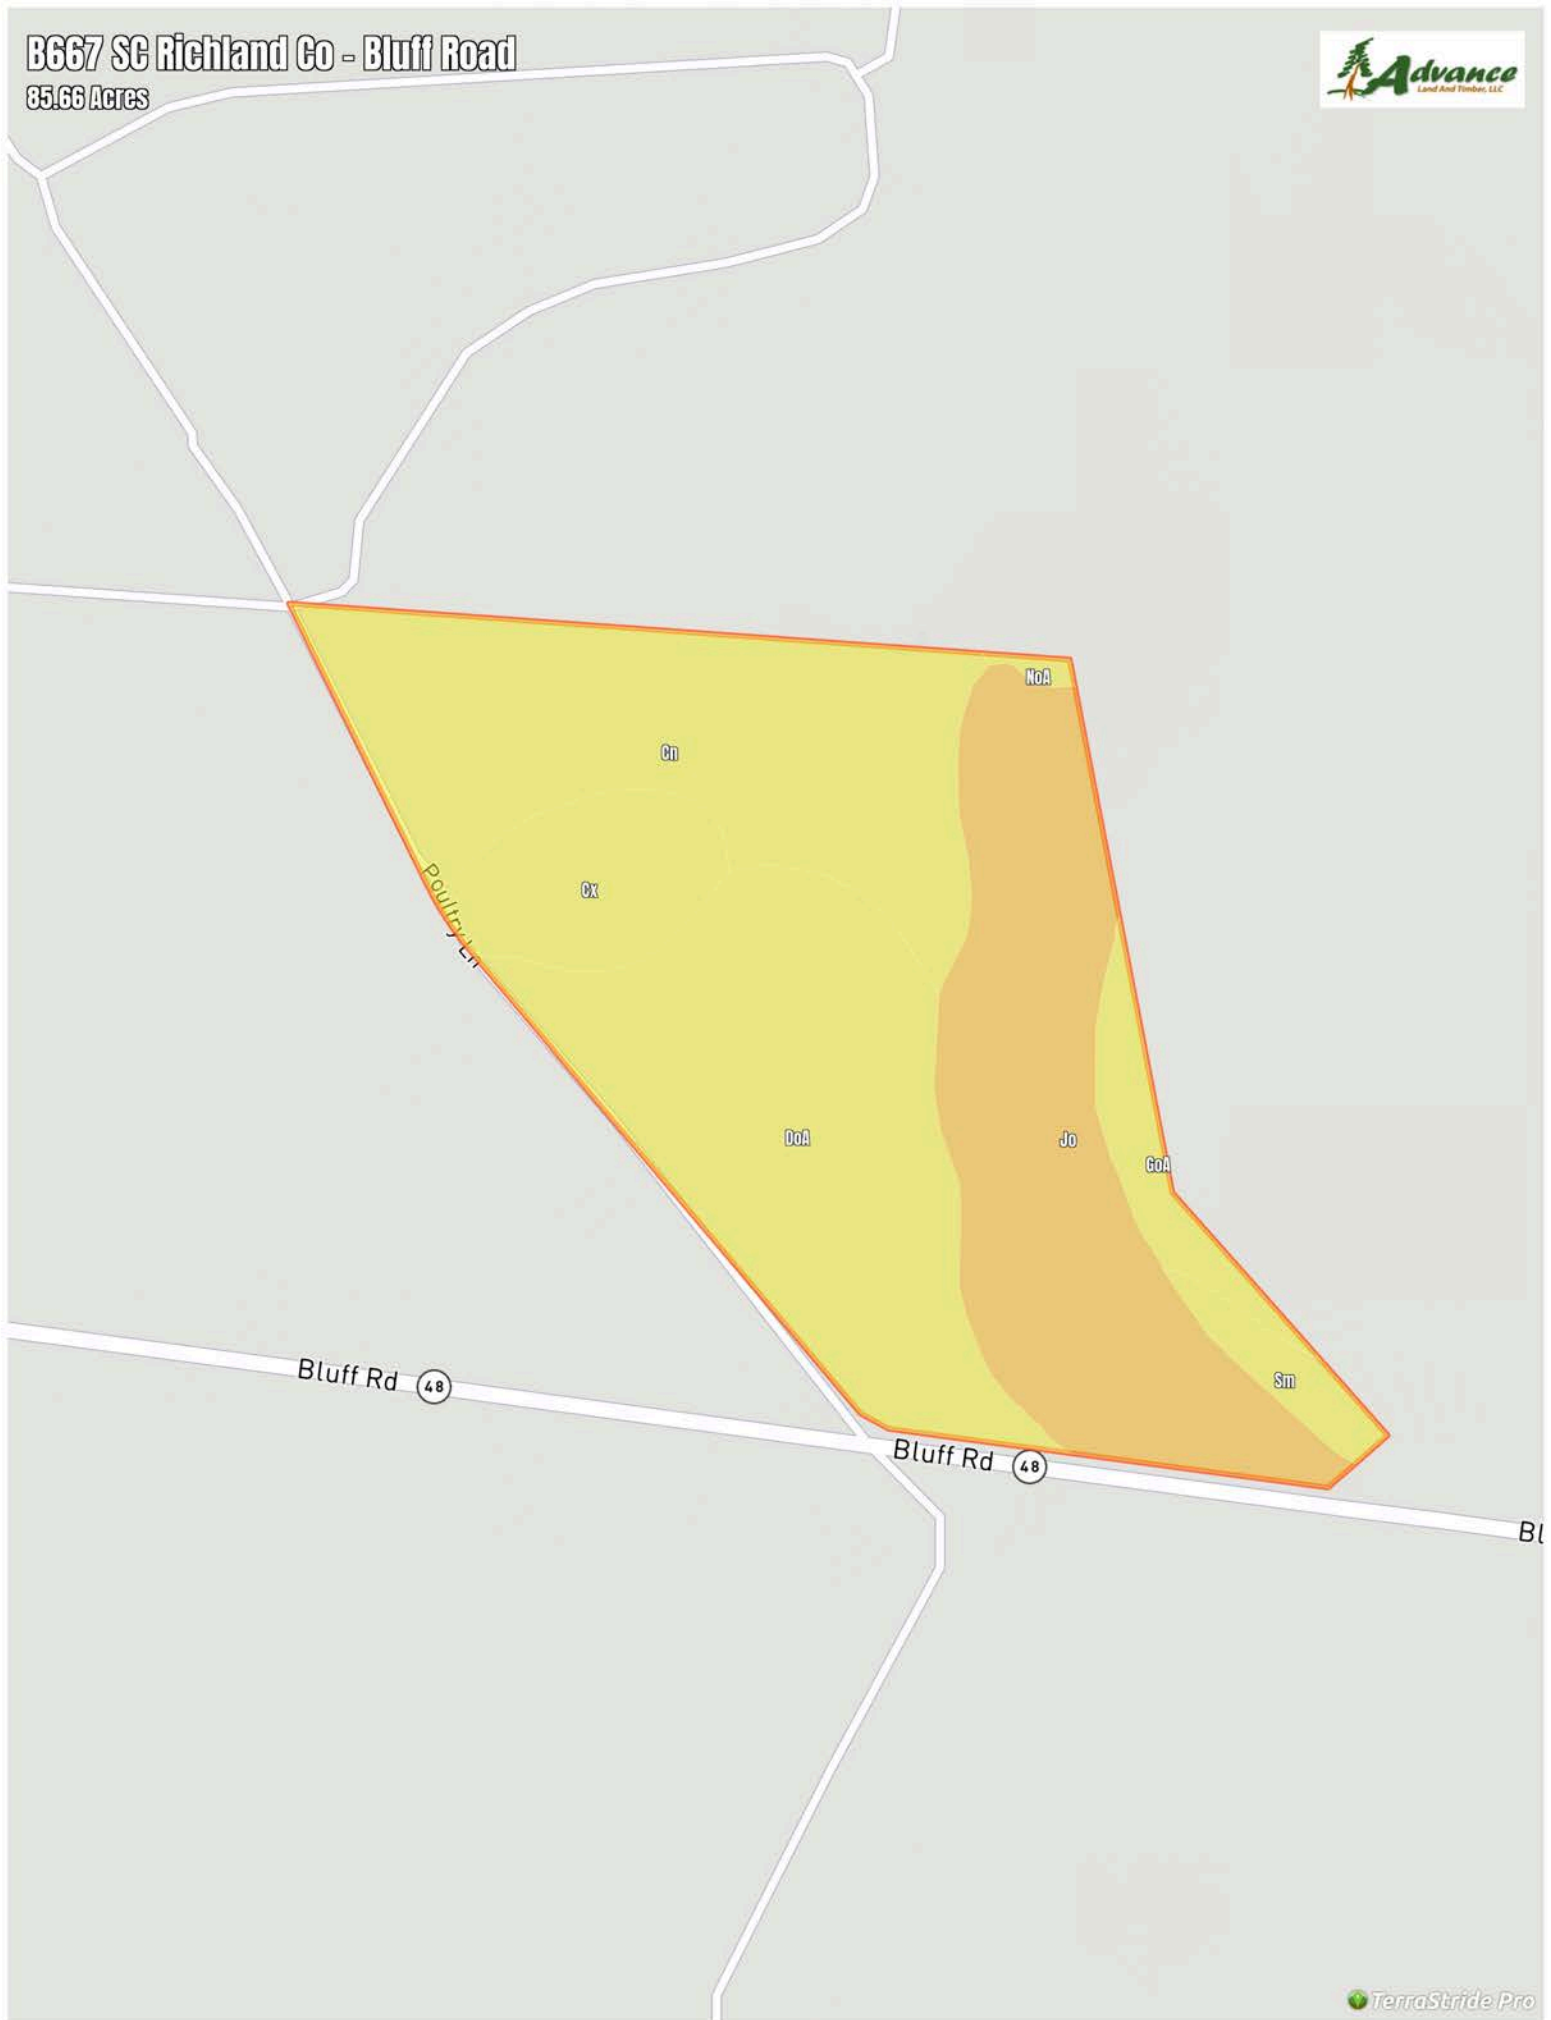 B667 SC Richland Co - Bluff Road
85.66 Acres
Advance
Land And Timber, LLC
NoA
Cn
Cx
Poultry Ln
DoA
Jo
GoA
Sm
Bluff Rd 48
Bluff Rd 48
Bl
TerraStride Pro